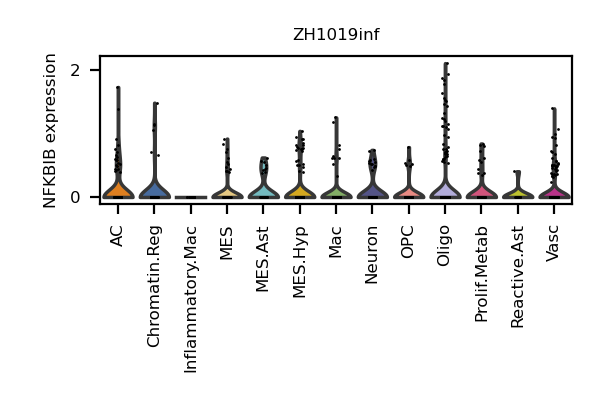 ZH1019inf
NFKBIB expression
2
0
AC
Chromatin.Reg
Inflammatory.Mac
MES
MES.Ast
MES.Hyp
Mac
Neuron
OPC
Oligo
Prolif.Metab
Reactive.Ast
Vasc